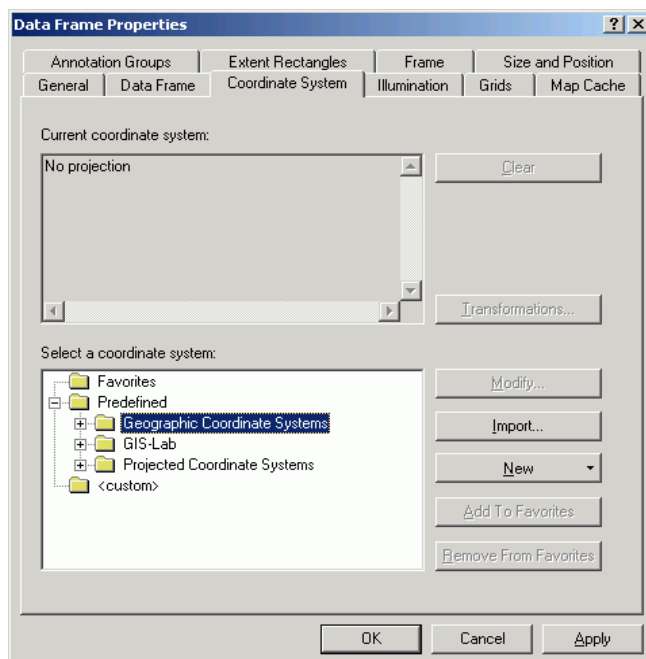 Data Frame Properties
Annotation Groups Extent Rectangles Frame Size and Position
General Data Frame Coordinate System Illumination Grids Map Cache
Current coordinate system:
No projection
Clear
Transformations...
Select a coordinate system:
Favorites
Predefined
Geographic Coordinate Systems
GIS-Lab
Projected Coordinate Systems
<custom>
Modify...
Import...
New
Add To Favorites
Remove From Favorites
OK Cancel Apply